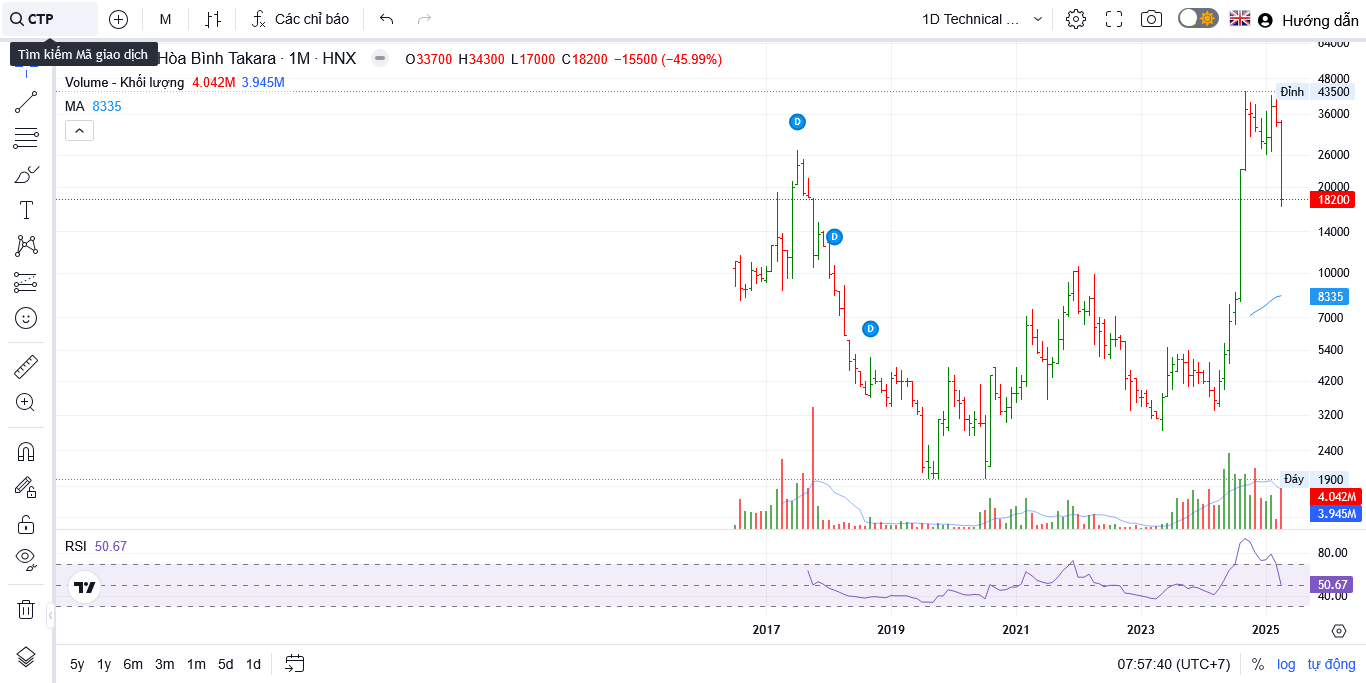 CTP
M
Các chỉ báo
1D Technical ...
Hướng dẫn
Tìm kiếm Mã giao dịch
Hòa Bình Takara · 1M · HNX
O33700 H34300 L17000 C18200 −15500 (−45.99%)
Volume - Khối lượng 4.042M 3.945M
MA 8335
64000
48000
Đỉnh 43500
36000
26000
20000
18200
14000
10000
8335
7000
5400
4200
3200
2400
Đáy 1900
4.042M
3.945M
D
D
D
RSI 50.67
80.00
50.67
40.00
2017 2019 2021 2023 2025
5y 1y 6m 3m 1m 5d 1d
07:57:40 (UTC+7) % log tự động